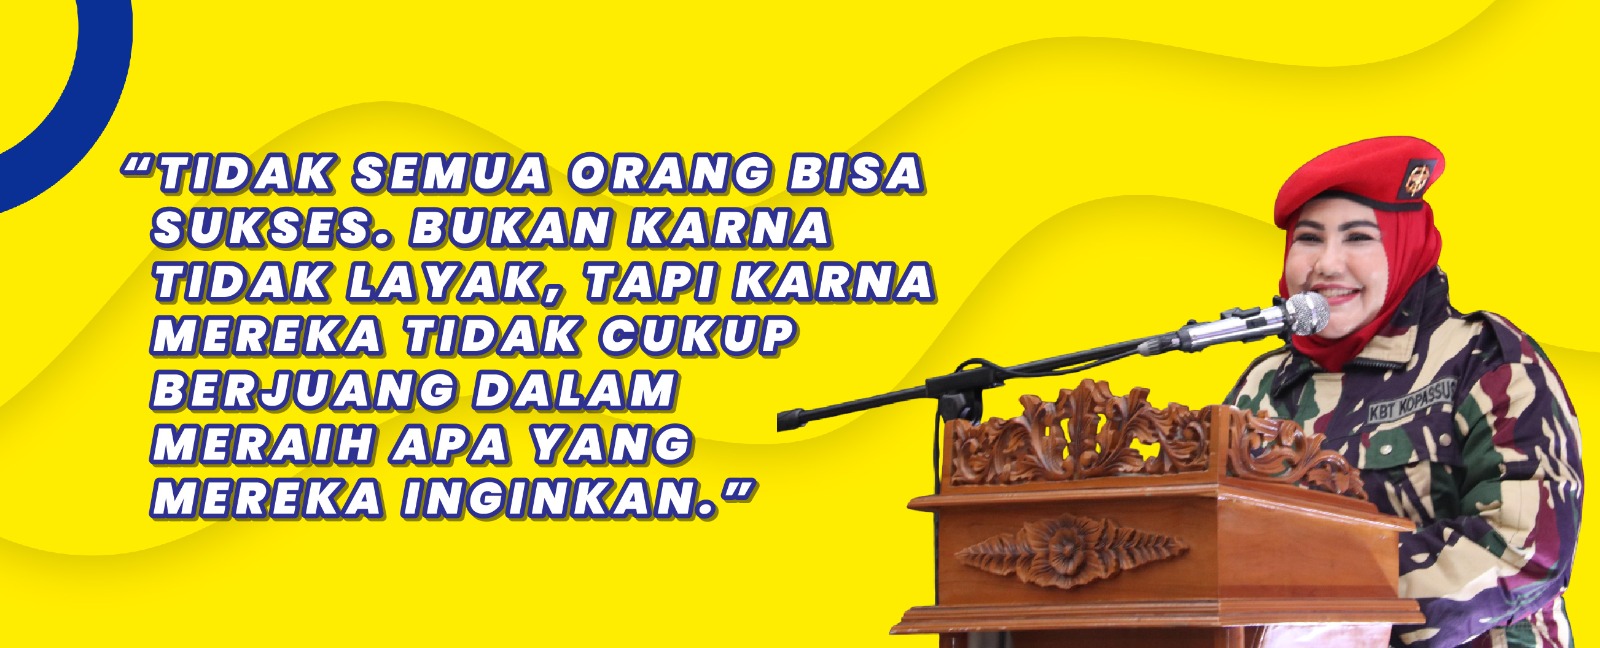 “TIDAK SEMUA ORANG BISA
SUKSES. BUKAN KARNA
TIDAK LAYAK, TAPI KARNA
MEREKA TIDAK CUKUP
BERJUANG DALAM
MERAIH APA YANG
MEREKA INGINKAN.”
KBT KOPASSUS